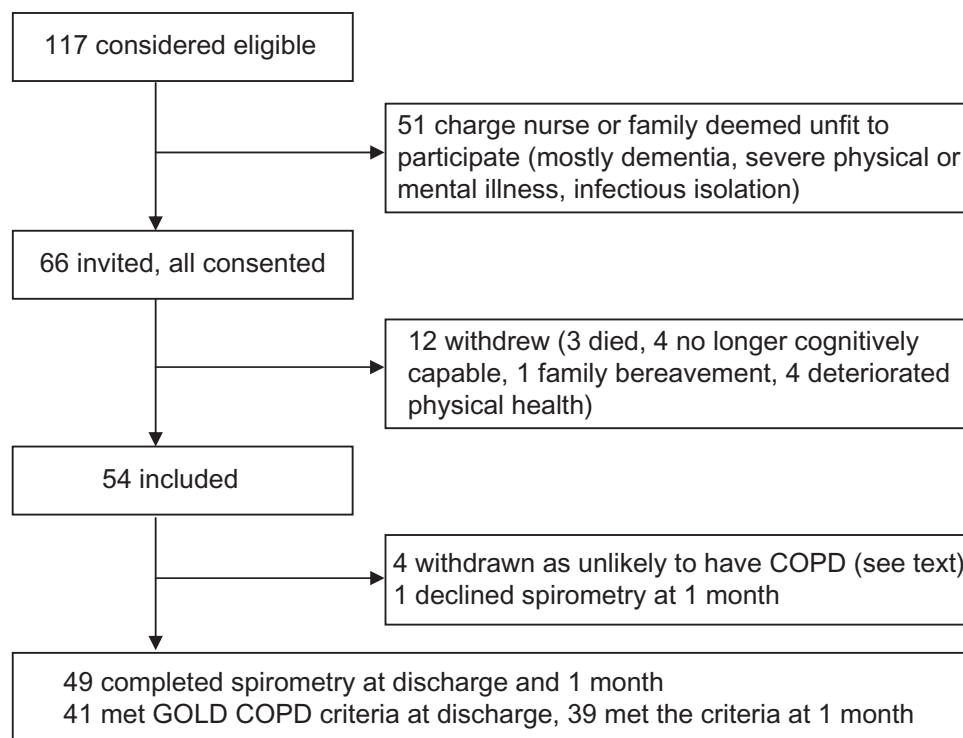 117 considered eligible
51 charge nurse or family deemed unfit to
participate (mostly dementia, severe physical or
mental illness, infectious isolation)
66 invited, all consented
12 withdrew (3 died, 4 no longer cognitively
capable, 1 family bereavement, 4 deteriorated
physical health)
54 included
4 withdrawn as unlikely to have COPD (see text)
1 declined spirometry at 1 month
49 completed spirometry at discharge and 1 month
41 met GOLD COPD criteria at discharge, 39 met the criteria at 1 month